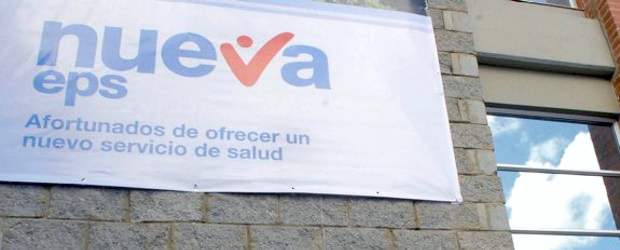 nueva
eps
Afortunados de ofrecer un
nuevo servicio de salud